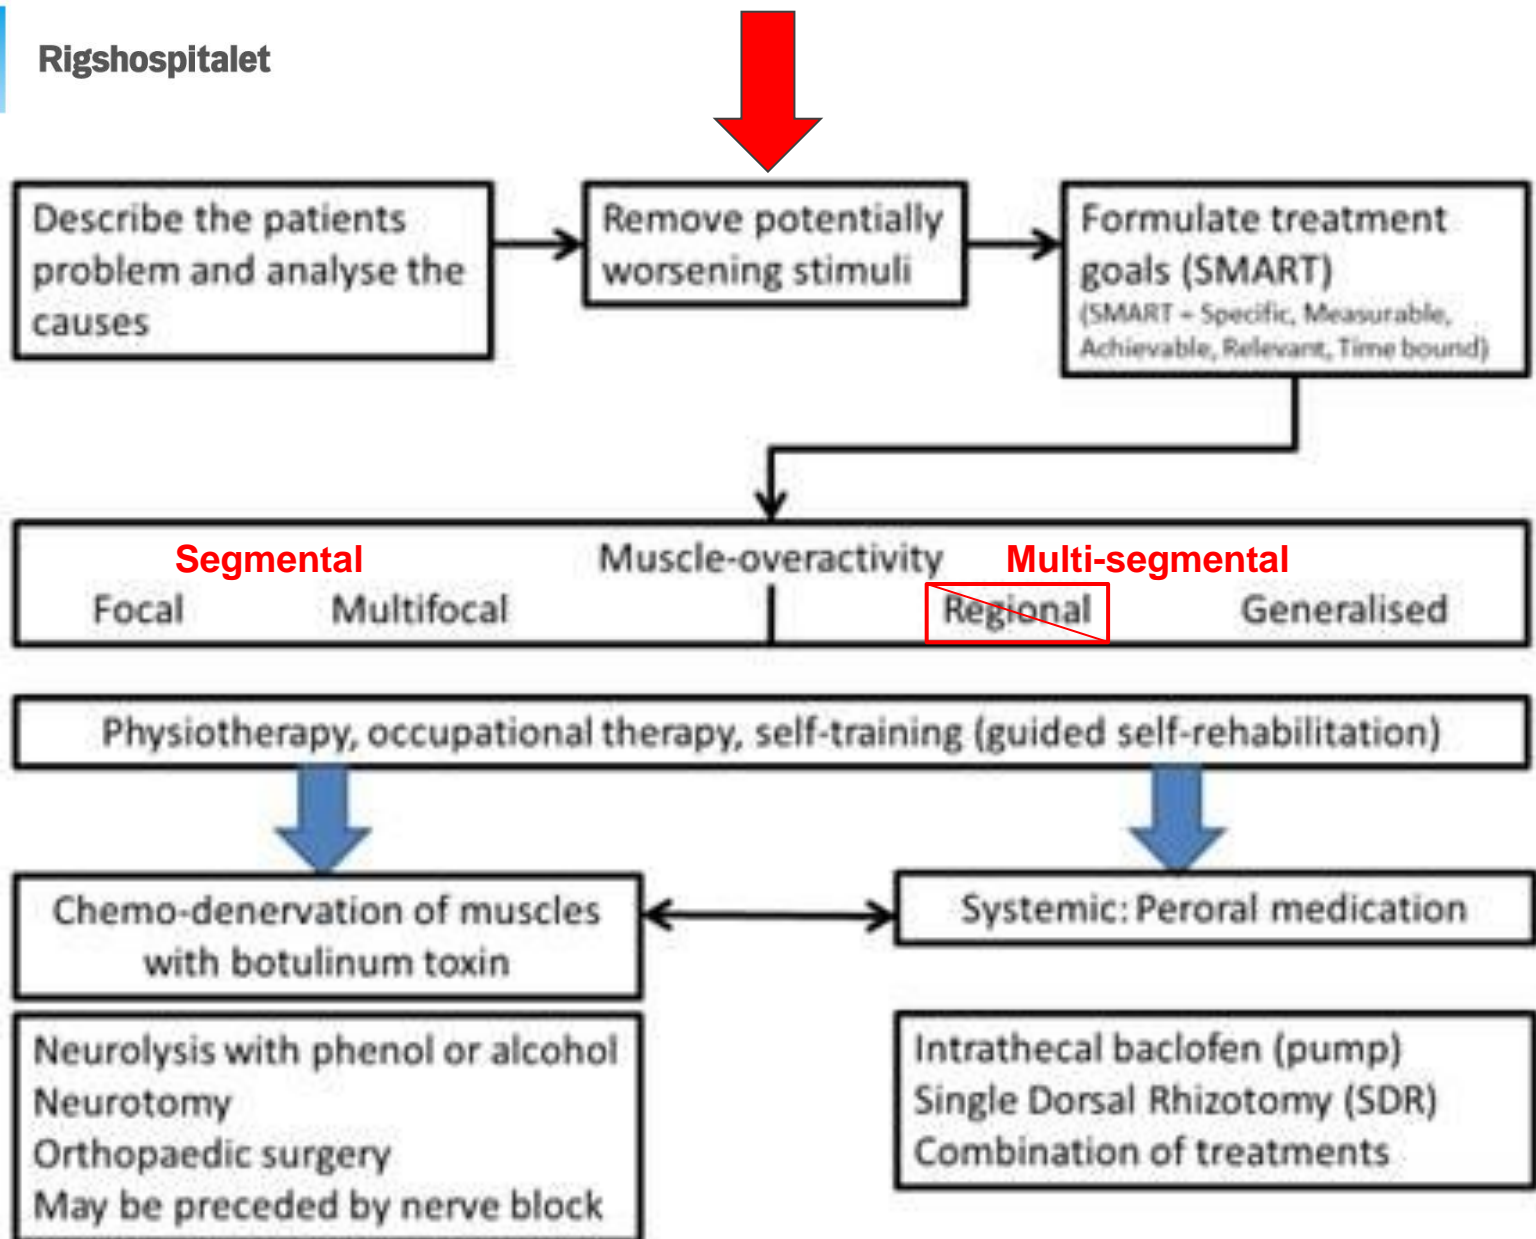 Rigshospitalet
Describe the patients
problem and analyse the
causes
Remove potentially
worsening stimuli
Formulate treatment
goals (SMART)
(SMART = Specific, Measurable,
Achievable, Relevant, Time bound)
Segmental
Muscle-overactivity
Multi-segmental
Focal
Multifocal
Regional
Generalised
Physiotherapy, occupational therapy, self-training (guided self-rehabilitation)
Chemo-denervation of muscles
with botulinum toxin
Systemic: Peroral medication
Neurolysis with phenol or alcohol
Neurotomy
Orthopaedic surgery
May be preceded by nerve block
Intrathecal baclofen (pump)
Single Dorsal Rhizotomy (SDR)
Combination of treatments